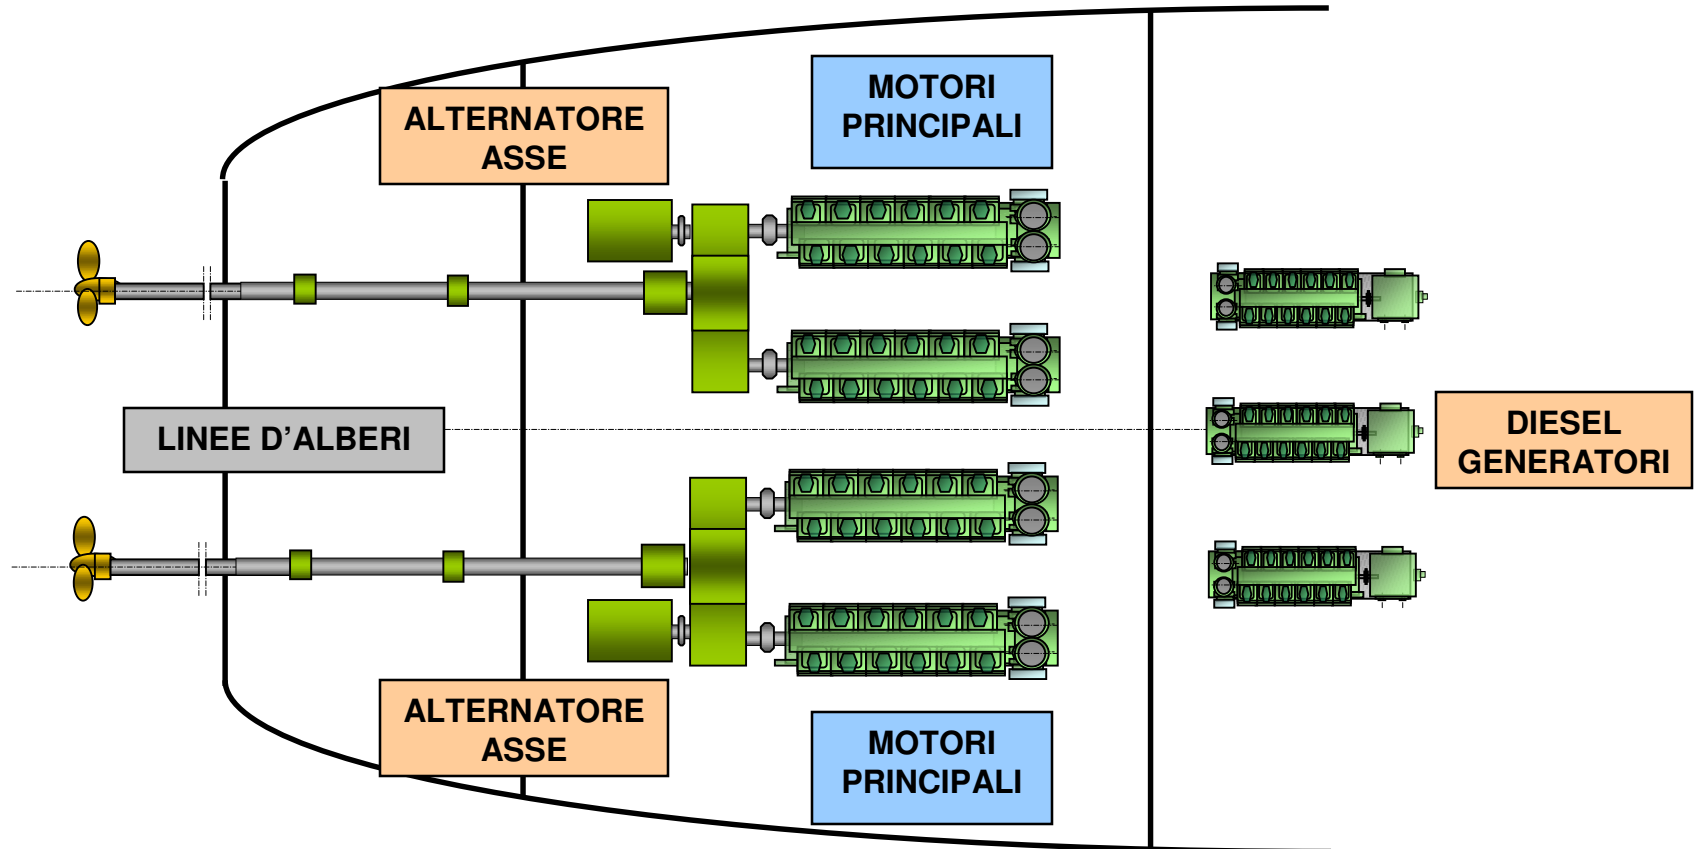 MOTORI
PRINCIPALI
ALTERNATORE
ASSE
LINEE D’ALBERI
DIESEL
GENERATORI
ALTERNATORE
ASSE
MOTORI
PRINCIPALI